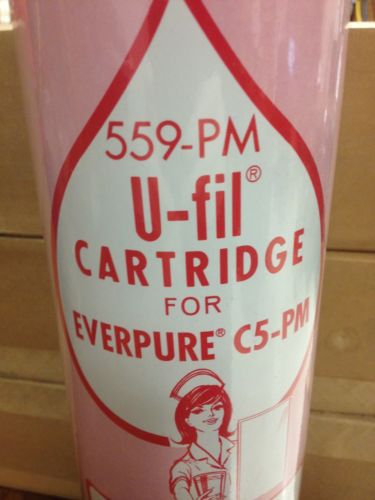 559-PM
U-fil®
CARTRIDGE
FOR
EVERPURE® C5-PM